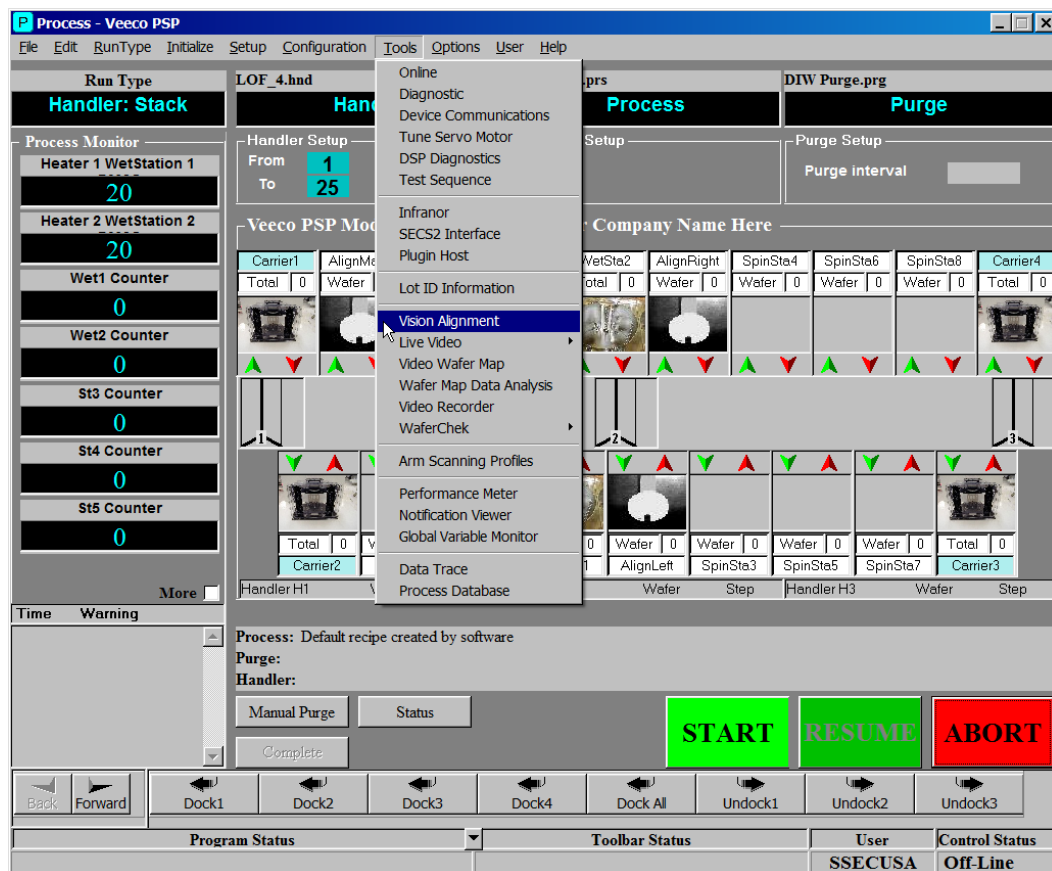 Process - Veeco PSP
File Edit RunType Initialize Setup Configuration Tools Options User Help
Run Type
Handler: Stack
LOF_4.hnd
Hand
.prs
Process
DIW Purge.prg
Purge
Process Monitor
Heater 1 WetStation 1
20
Heater 2 WetStation 2
20
Wet1 Counter
0
Wet2 Counter
0
St3 Counter
0
St4 Counter
0
St5 Counter
0
More
Time Warning
Handler Setup
From 1
To 25
Setup
Purge Setup
Purge interval
Online
Diagnostic
Device Communications
Tune Servo Motor
DSP Diagnostics
Test Sequence
Infranor
SECS2 Interface
Plugin Host
Lot ID Information
Vision Alignment
Live Video
Video Wafer Map
Wafer Map Data Analysis
Video Recorder
WaferChek
Arm Scanning Profiles
Performance Meter
Notification Viewer
Global Variable Monitor
Data Trace
Process Database
Veeco PSP Mod
Company Name Here
Carrier1 AlignMa WetSta2 AlignRight SpinSta4 SpinSta6 SpinSta8 Carrier4
Total 0 Wafer otal 0 Wafer 0 Wafer 0 Wafer 0 Wafer 0 Total 0
1 2 3
Total 0 W 0 Wafer 0 Wafer 0 Wafer 0 Wafer 0 Total 0
Carrier2 1 AlignLeft SpinSta3 SpinSta5 SpinSta7 Carrier3
Handler H1 Wafer Step Handler H3 Wafer Step
Process: Default recipe created by software
Purge:
Handler:
Manual Purge Status
Complete
START RESUME ABORT
Back Forward Dock1 Dock2 Dock3 Dock4 Dock All Undock1 Undock2 Undock3
Program Status Toolbar Status User Control Status
SSECUSA Off-Line